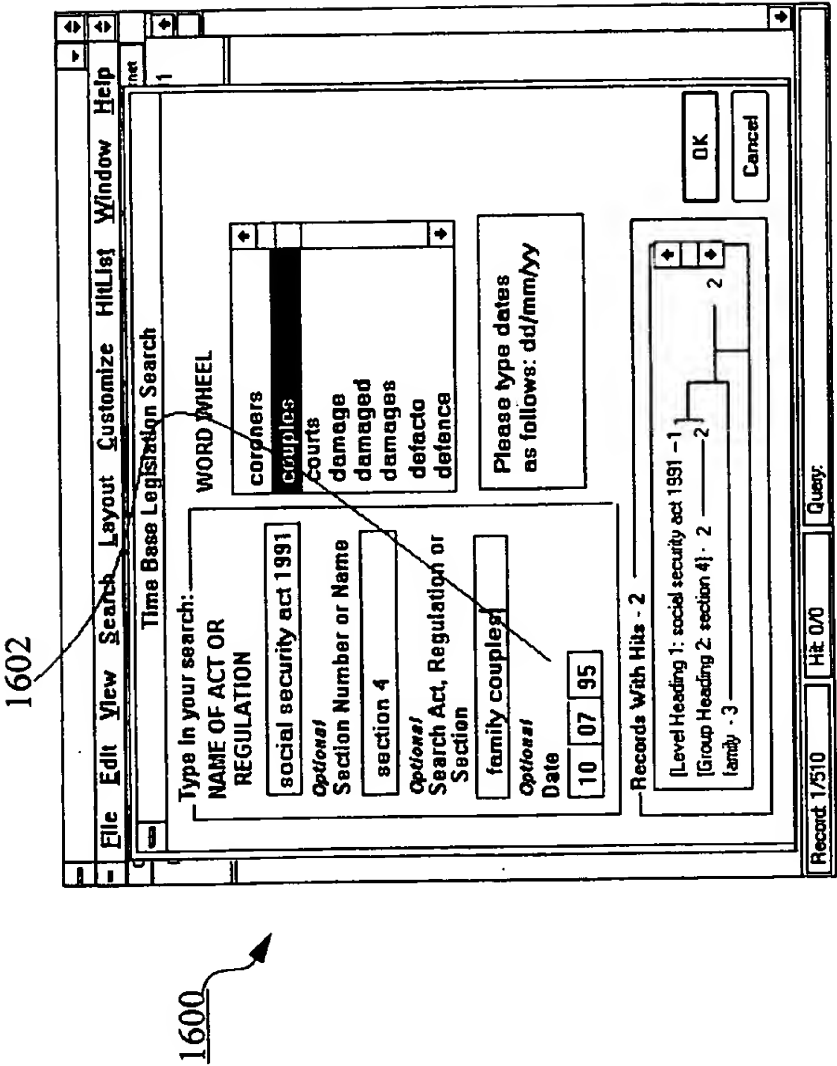 1602
1600
File Edit View Search Layout Customize HitList Window Help
rnet
1
Time Base Legislation Search
Type in your search:
NAME OF ACT OR
REGULATION
social security act 1991
Optional
Section Number or Name
section 4
Optional
Search Act, Regulation or
Section
family couples
Optional
Date
10 07 95
WORD WHEEL
coroners
couples
courts
damage
damaged
damages
defacto
defence
Please type dates
as follows: dd/mm/yy
Records With Hits - 2
[Level Heading 1: social security act 1991 - 1
[Group Heading 2: section 4] - 2
2]
2
family - 3
OK
Cancel
Record: 1/510
Hit: 0/0
Query: